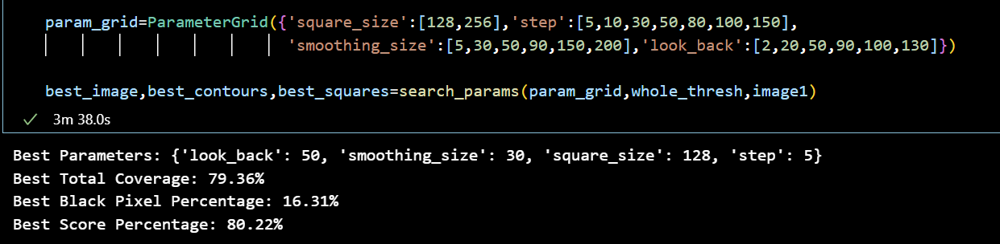 param_grid=ParameterGrid({'square_size':[128,256],'step':[5,10,30,50,80,100,150],
'smoothing_size':[5,30,50,90,150,200],'look_back':[2,20,50,90,100,130]})
best_image,best_contours,best_squares=search_params(param_grid,whole_thresh,image1)
3m 38.0s
Best Parameters: {'look_back': 50, 'smoothing_size': 30, 'square_size': 128, 'step': 5}
Best Total Coverage: 79.36%
Best Black Pixel Percentage: 16.31%
Best Score Percentage: 80.22%